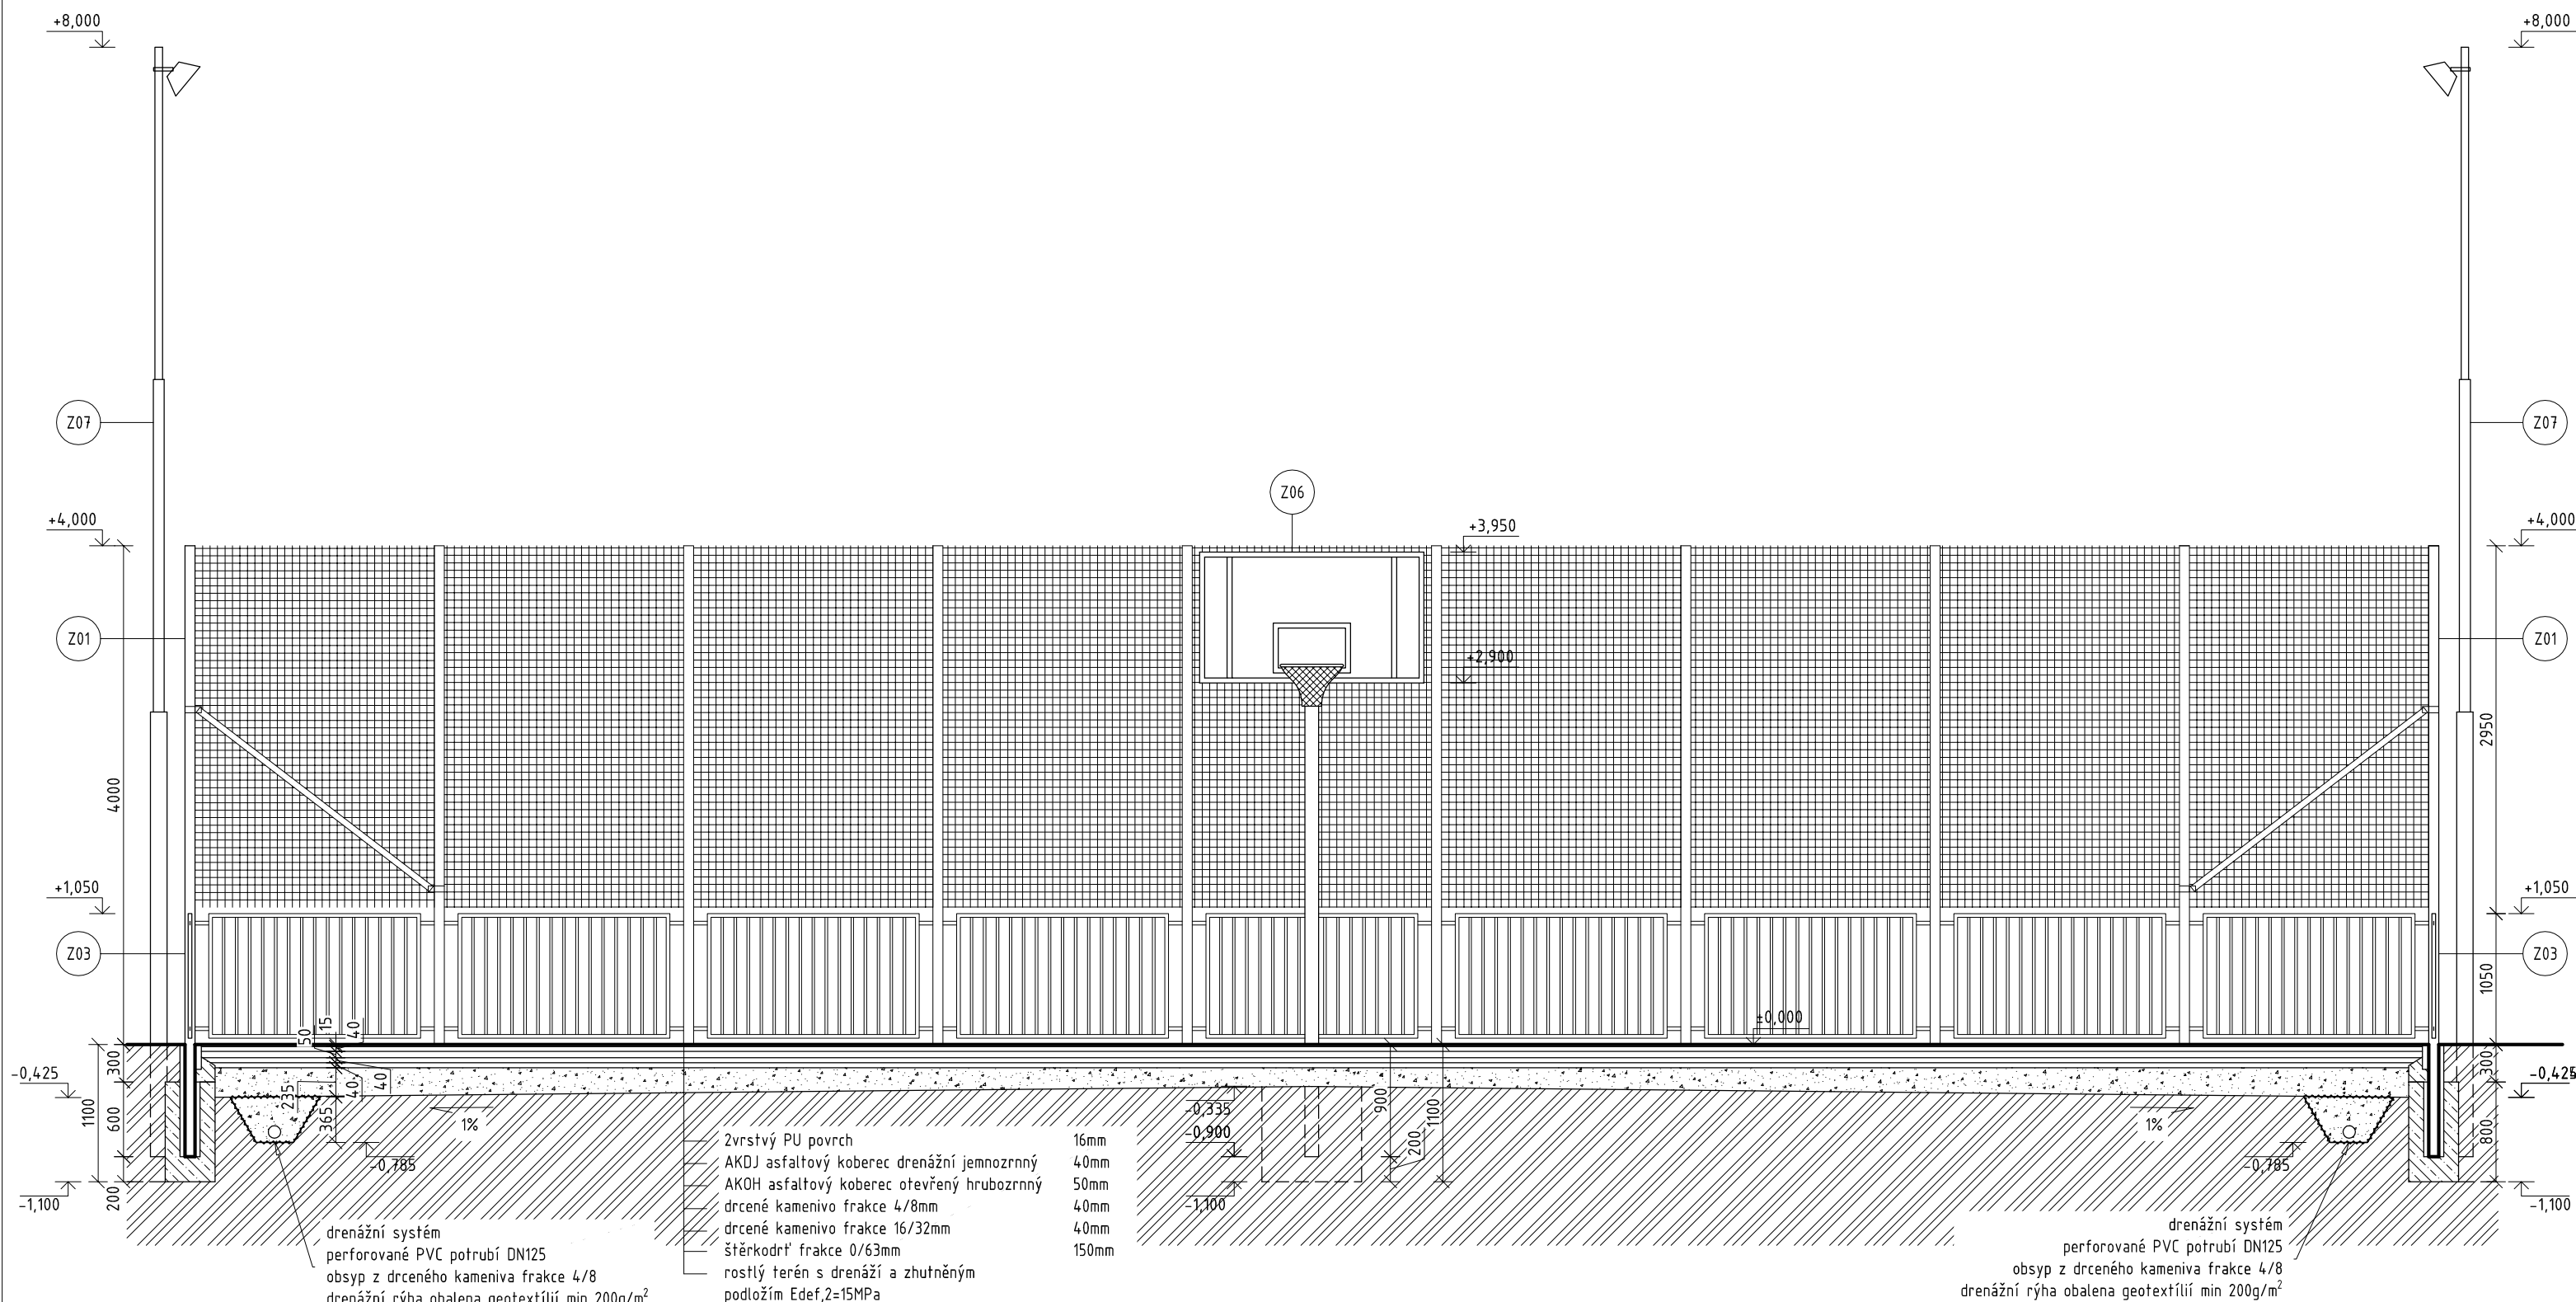 +8,000
+8,000
Z07
Z07
Z06
+4,000
+3,950
+4,000
Z01
Z01
+2,900
2950
4000
+1,050
+1,050
Z03
Z03
1050
50
15
40
±0,000
300
300
-0,425
-0,425
235
40
40
365
1%
-0,335
900
1100
1%
1100
600
800
-0,785
-0,900
200
-0,785
-1,100
200
-1,100
-1,100
2vrstvý PU povrch 16mm
AKDJ asfaltový koberec drenážní jemnozrnný 40mm
AKOH asfaltový koberec otevřený hrubozrnný 50mm
drcené kamenivo frakce 4/8mm 40mm
drcené kamenivo frakce 16/32mm 40mm
štěrkodrť frakce 0/63mm 150mm
rostlý terén s drenáží a zhutněným
podložím Edef,2=15MPa
drenážní systém
perforované PVC potrubí DN125
obsyp z drceného kameniva frakce 4/8
drenážní rýha obalena geotextílií min 200g/m²
drenážní systém
perforované PVC potrubí DN125
obsyp z drceného kameniva frakce 4/8
drenážní rýha obalena geotextílií min 200g/m²